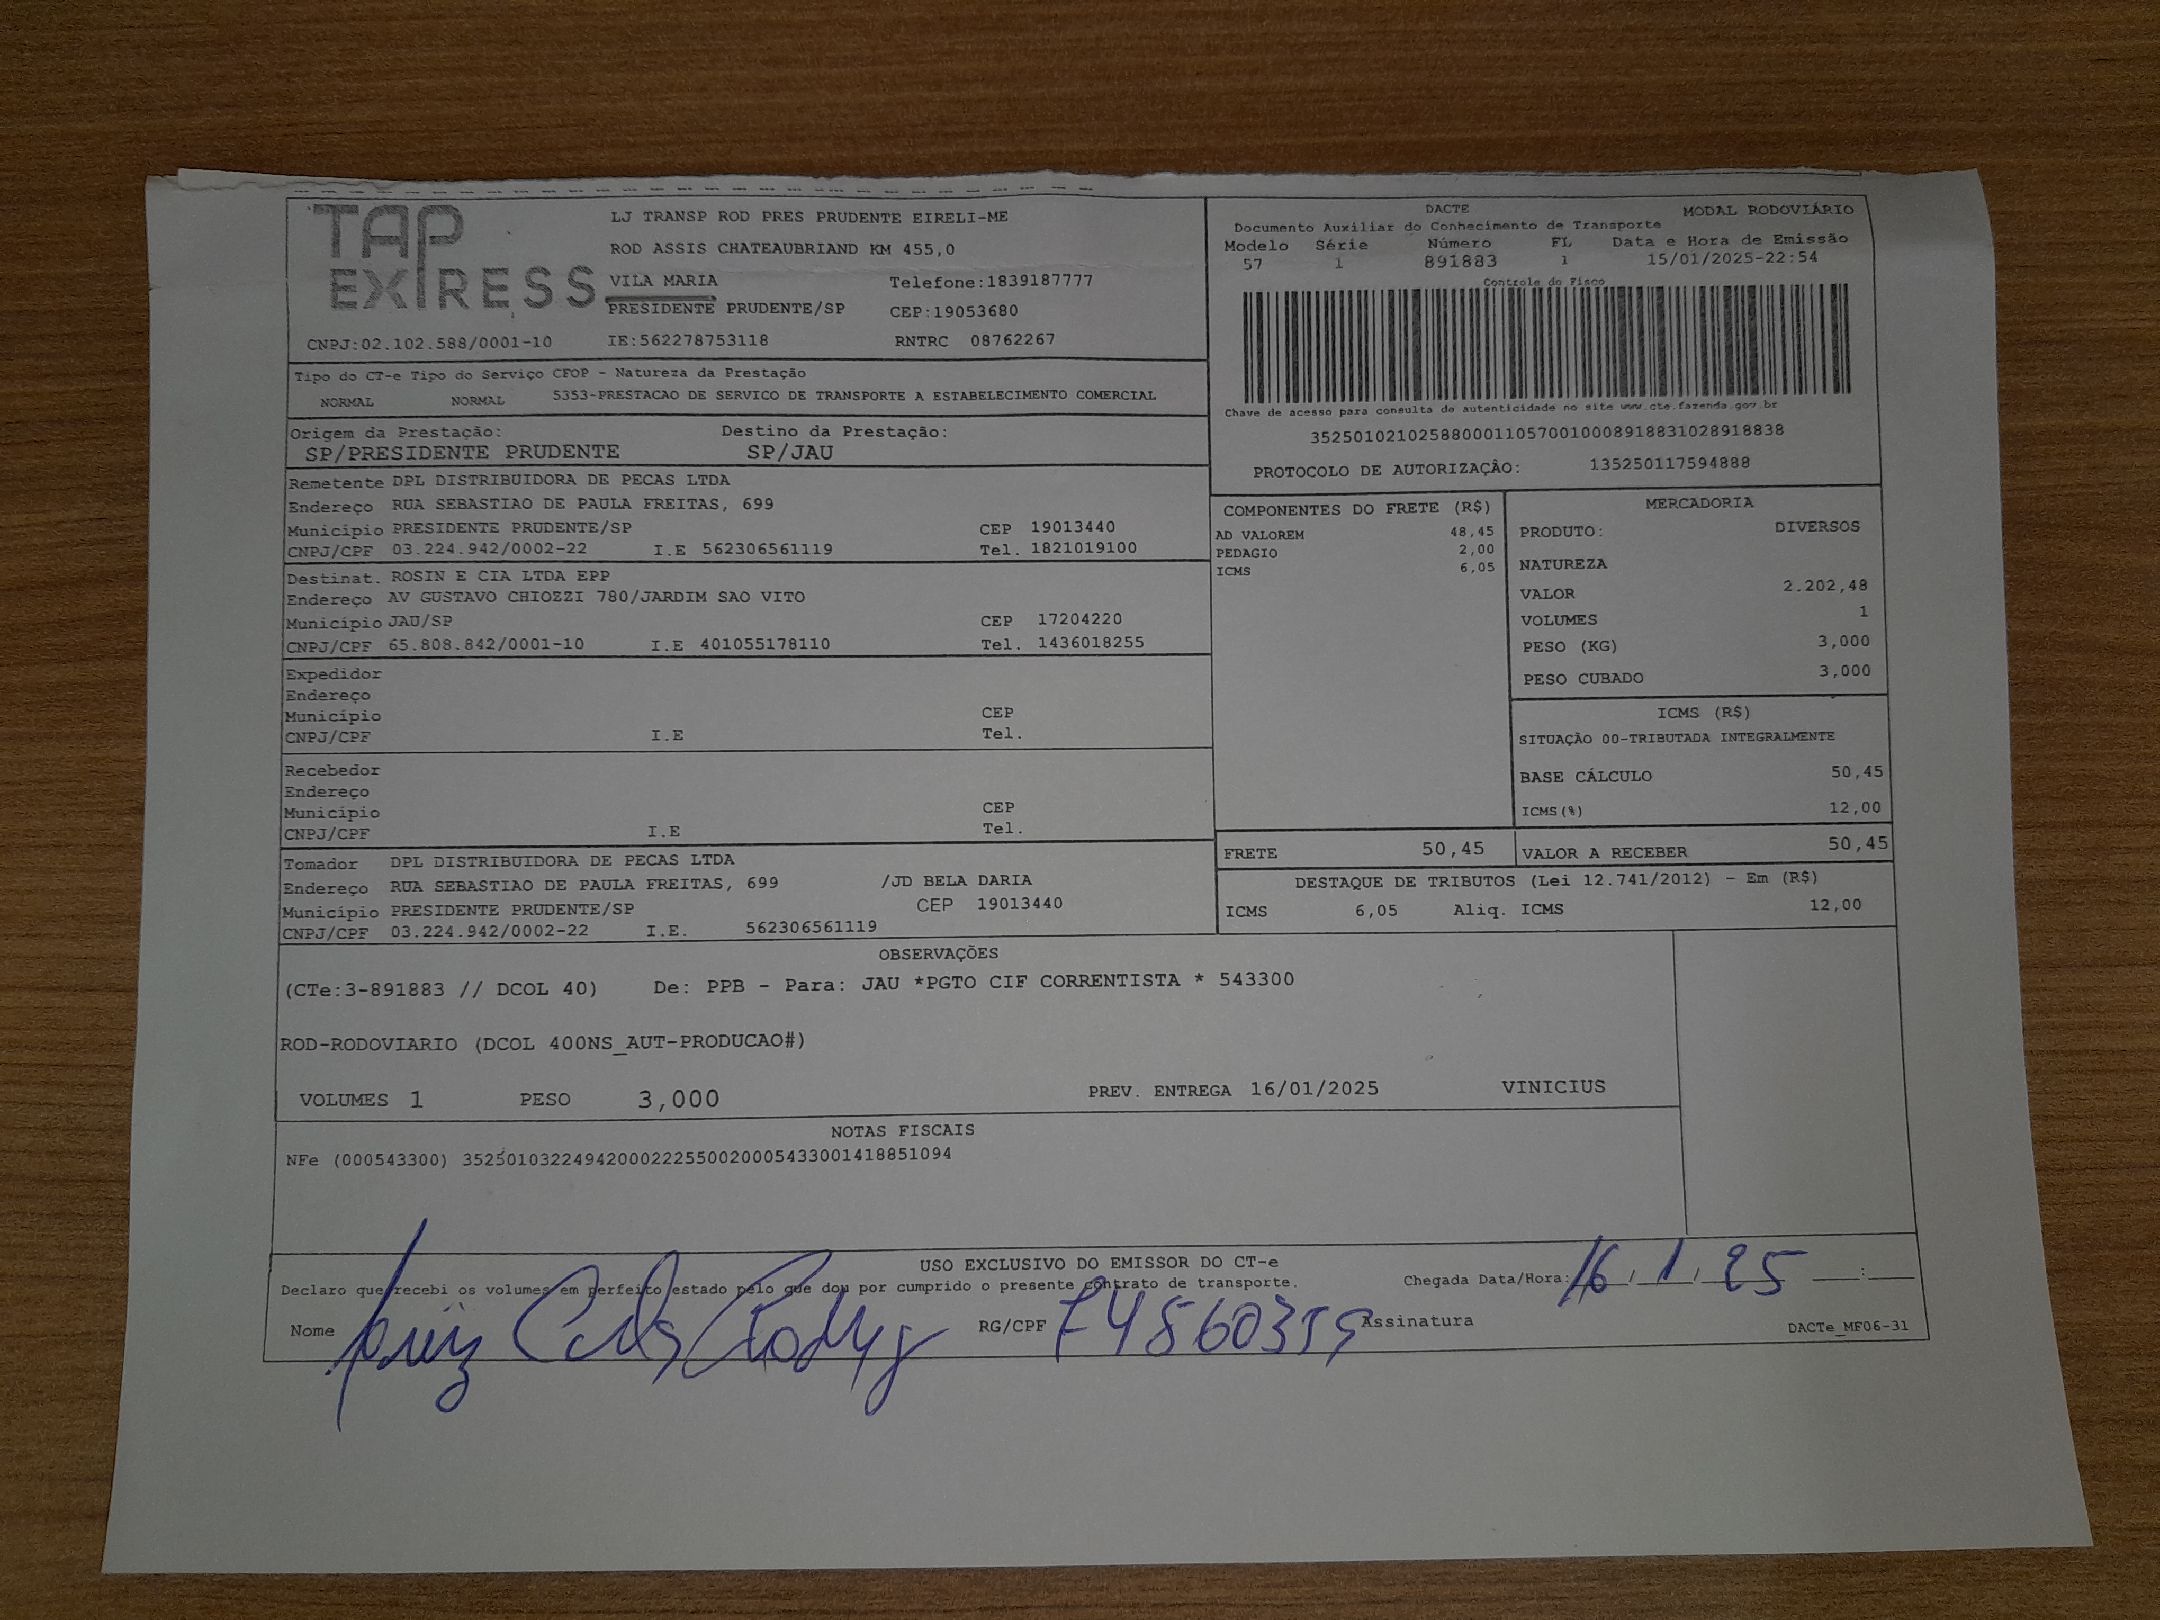 TAP
EXPRESS
LJ TRANSP ROD PRES PRUDENTE EIRELI-ME
ROD ASSIS CHATEAUBRIAND KM 455,0
VILA MARIA Telefone:1839187777
PRESIDENTE PRUDENTE/SP CEP:19053680
CNPJ:02.102.588/0001-10 IE:562278753118 RNTRC 08762267
DACTE MODAL RODOVIÁRIO
Documento Auxiliar do Conhecimento de Transporte
Modelo Série Número FL Data e Hora de Emissão
57 1 891883 1 15/01/2025-22:54
Controle do Fisco
Chave de acesso para consulta de autenticidade no site www.cte.fazenda.gov.br
35250102102588000110570010008918831028918838
PROTOCOLO DE AUTORIZAÇÂO: 135250117594888
Tipo do CT-e Tipo do Serviço CFOP - Natureza da Prestação
NORMAL NORMAL 5353-PRESTACAO DE SERVICO DE TRANSPORTE A ESTABELECIMENTO COMERCIAL
Origem da Prestação: Destino da Prestação:
SP/PRESIDENTE PRUDENTE SP/JAU
Remetente DPL DISTRIBUIDORA DE PECAS LTDA
Endereço RUA SEBASTIAO DE PAULA FREITAS, 699
Município PRESIDENTE PRUDENTE/SP CEP 19013440
CNPJ/CPF 03.224.942/0002-22 I.E 562306561119 Tel. 1821019100
Destinat. ROSIN E CIA LTDA EPP
Endereço AV GUSTAVO CHIOZZI 780/JARDIM SAO VITO
Município JAU/SP CEP 17204220
CNPJ/CPF 65.808.842/0001-10 I.E 401055178110 Tel. 1436018255
Expedidor
Endereço
Município CEP
CNPJ/CPF I.E Tel.
Recebedor
Endereço
Município CEP
CNPJ/CPF I.E Tel.
Tomador DPL DISTRIBUIDORA DE PECAS LTDA
Endereço RUA SEBASTIAO DE PAULA FREITAS, 699 /JD BELA DARIA
Município PRESIDENTE PRUDENTE/SP CEP 19013440
CNPJ/CPF 03.224.942/0002-22 I.E. 562306561119
COMPONENTES DO FRETE (R$)
AD VALOREM 48,45
PEDAGIO 2,00
ICMS 6,05
MERCADORIA
PRODUTO: DIVERSOS
NATUREZA
VALOR 2.202,48
VOLUMES 1
PESO (KG) 3,000
PESO CUBADO 3,000
ICMS (R$)
SITUAÇÃO 00-TRIBUTADA INTEGRALMENTE
BASE CÁLCULO 50,45
ICMS(%) 12,00
FRETE 50,45 VALOR A RECEBER 50,45
DESTAQUE DE TRIBUTOS (Lei 12.741/2012) - Em (R$)
ICMS 6,05 Aliq. ICMS 12,00
OBSERVAÇÕES
(CTe:3-891883 // DCOL 40) De: PPB - Para: JAU *PGTO CIF CORRENTISTA * 543300
ROD-RODOVIARIO (DCOL 400NS_AUT-PRODUCAO#)
VOLUMES 1 PESO 3,000 PREV. ENTREGA 16/01/2025 VINICIUS
NOTAS FISCAIS
NFe (000543300) 35250103224942000222550020005433001418851094
USO EXCLUSIVO DO EMISSOR DO CT-e
Declaro que recebi os volumes em perfeito estado pelo que dou por cumprido o presente contrato de transporte. Chegada Data/Hora: 16/1/25 __:__
Nome Luiz RG/CPF Assinatura DACTe_MF06-31